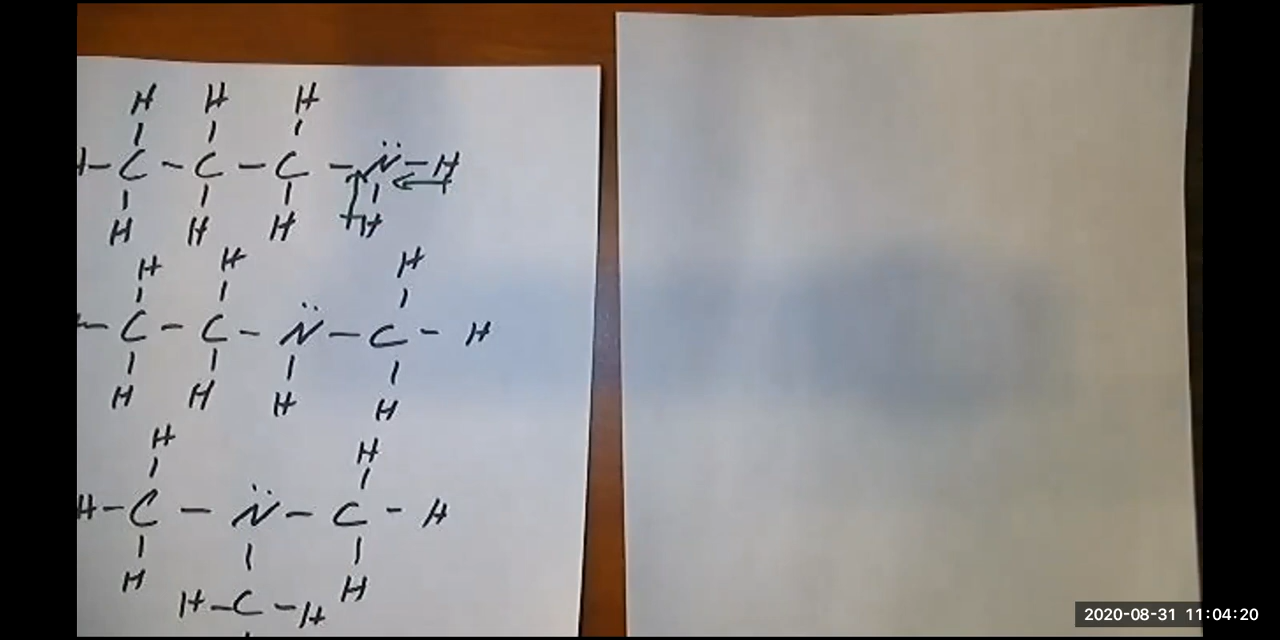 H H H
H-C-C-C-N̈-H
H H H H
H H H
-C-C-N̈-C-H
H H H H
H H
H-C-N̈-C-H
H H
H-C-H
2020-08-31 11:04:20